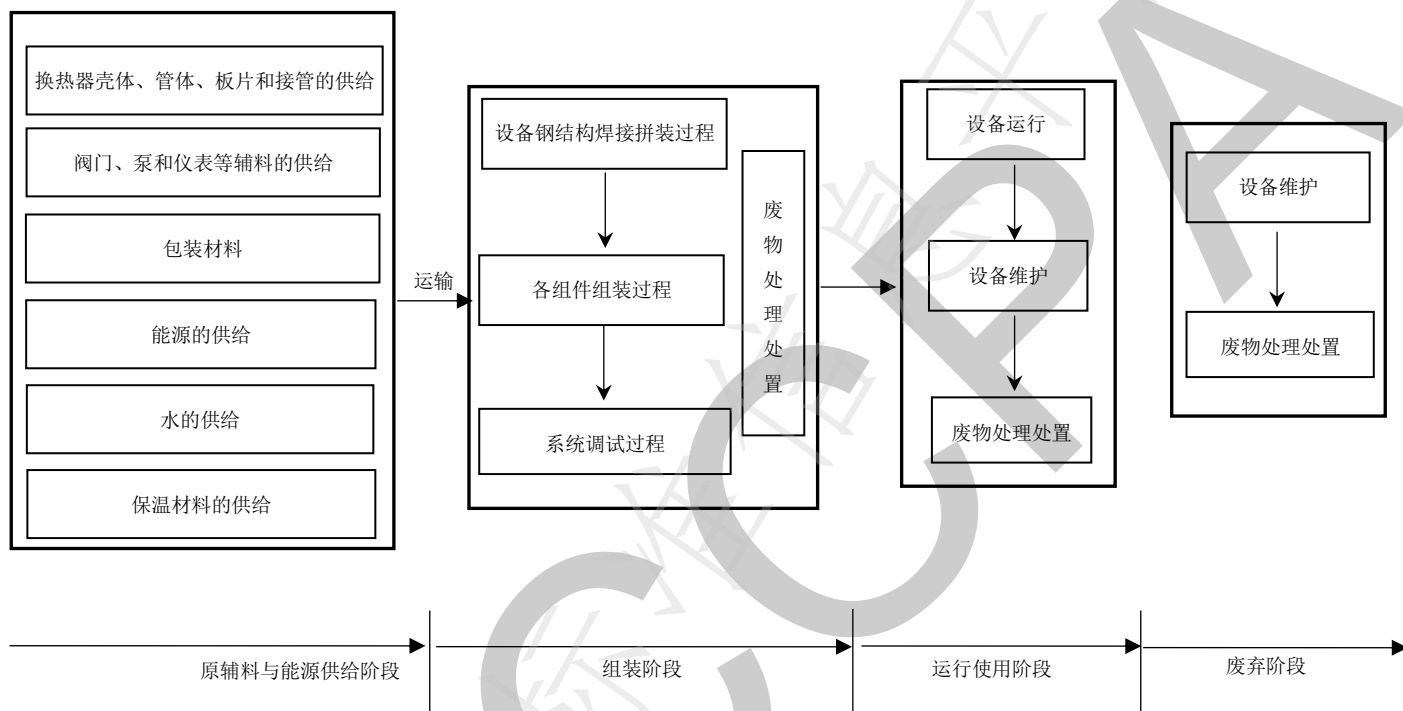 换热器壳体、管体、板片和接管的供给
阀门、泵和仪表等辅料的供给
包装材料
能源的供给
水的供给
保温材料的供给
运输
设备钢结构焊接拼装过程
各组件组装过程
系统调试过程
废物处理处置
设备运行
设备维护
废物处理处置
设备维护
废物处理处置
原辅料与能源供给阶段
组装阶段
运行使用阶段
废弃阶段
CCPA